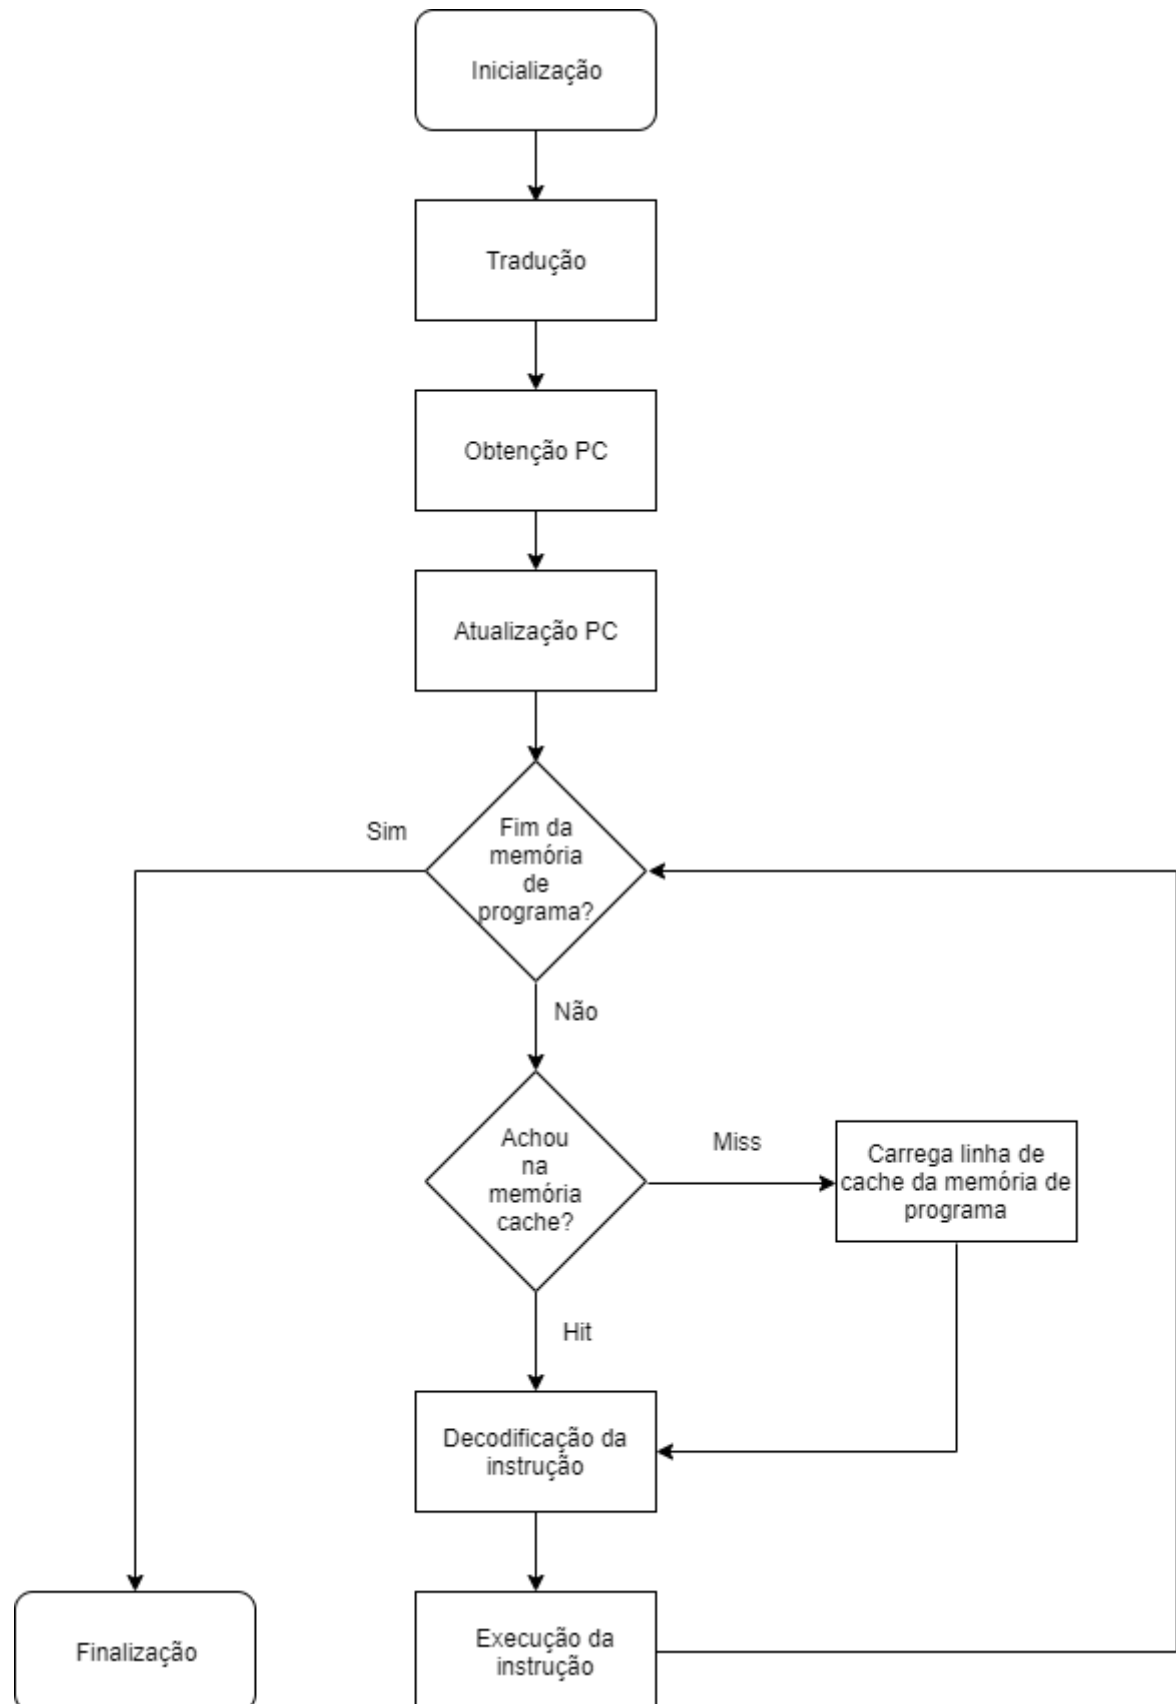 Inicialização
Tradução
Obtenção PC
Atualização PC
Sim
Fim da
memória
de
programa?
Não
Achou
na
memória
cache?
Miss
Carrega linha de
cache da memória de
programa
Hit
Decodificação da
instrução
Finalização
Execução da
instrução